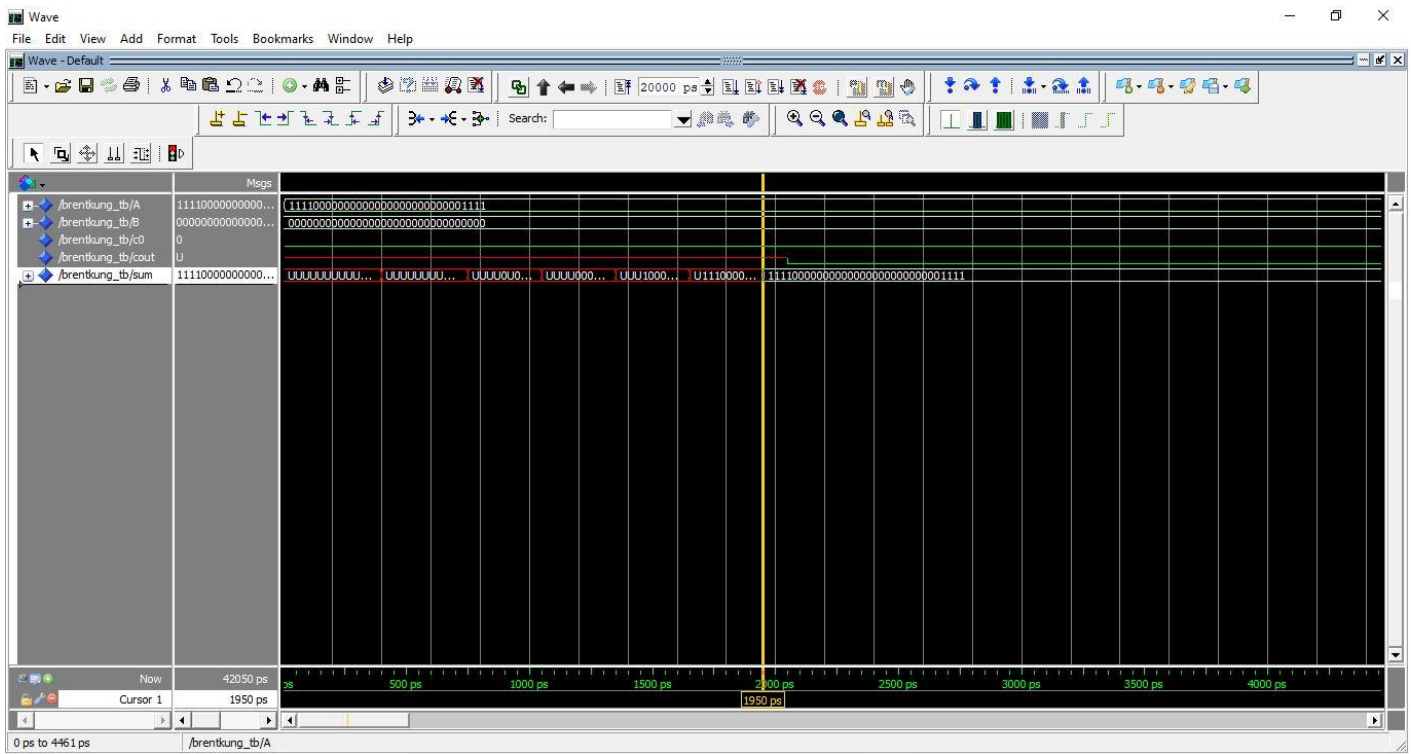 Wave
File Edit View Add Format Tools Bookmarks Window Help
Wave - Default
20000 ps
Search:
Msgs
/brentkung_tb/A 11110000000000... 11110000000000000000000000001111
/brentkung_tb/B 00000000000000... 00000000000000000000000000000000
/brentkung_tb/c0 0
/brentkung_tb/cout U
/brentkung_tb/sum 11110000000000... UUUUUUUUUU... UUUUUUUU... UUUU0U0... UUUU000... UUU1000... U1110000... 11110000000000000000000000001111
Now 42050 ps ps 500 ps 1000 ps 1500 ps 2000 ps 2500 ps 3000 ps 3500 ps 4000 ps
Cursor 1 1950 ps 1950 ps
0 ps to 4461 ps /brentkung_tb/A